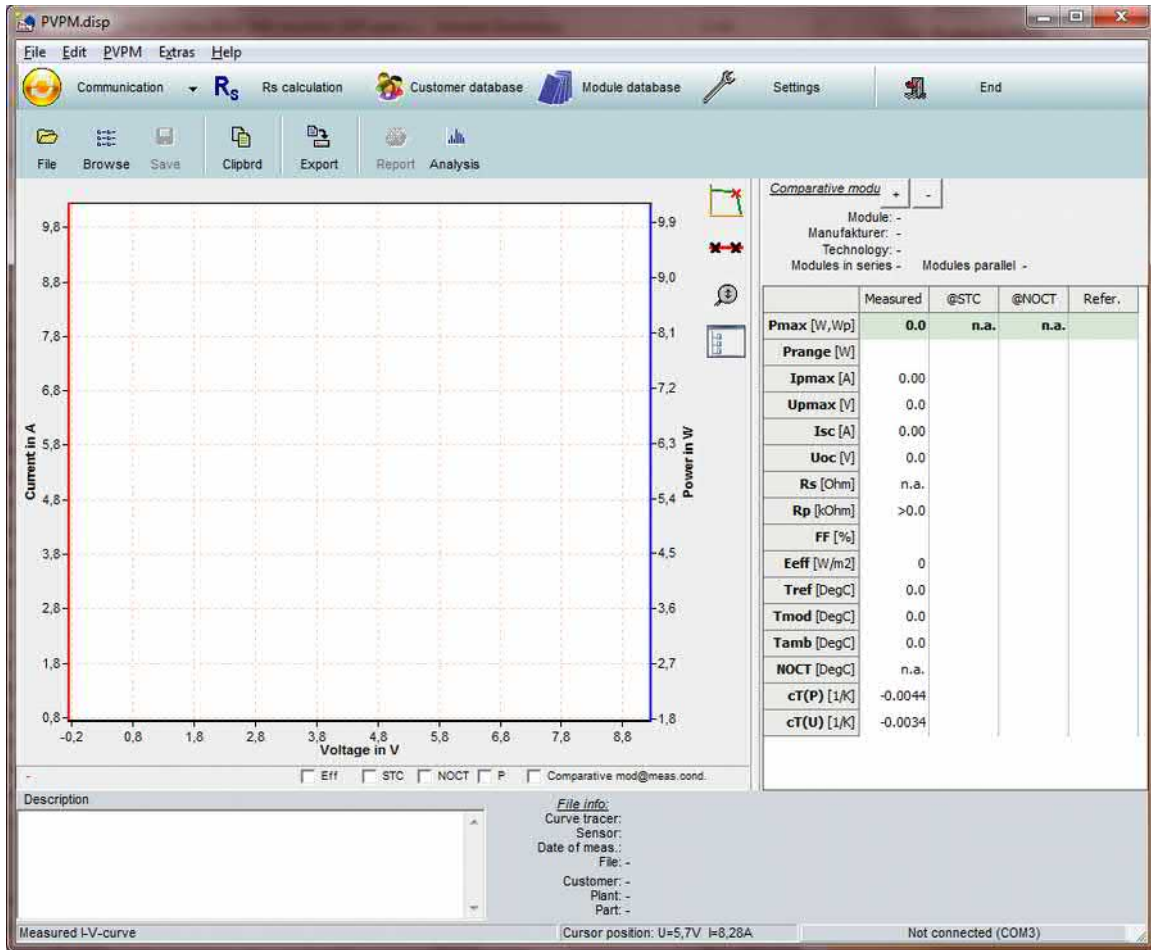 PVPM.disp
File Edit PVPM Extras Help
Communication Rs Rs calculation Customer database Module database Settings End
File Browse Save Clipbrd Export Report Analysis
Comparative modu + -
Module: -
Manufakturer: -
Technology: -
Modules in series - Modules parallel -
Measured @STC @NOCT Refer.
Pmax [W,Wp] 0.0 n.a. n.a.
Prange [W]
Ipmax [A] 0.00
Upmax [V] 0.0
Isc [A] 0.00
Uoc [V] 0.0
Rs [Ohm] n.a.
Rp [kOhm] >0.0
FF [%]
Eeff [W/m2] 0
Tref [DegC] 0.0
Tmod [DegC] 0.0
Tamb [DegC] 0.0
NOCT [DegC] n.a.
cT(P) [1/K] -0.0044
cT(U) [1/K] -0.0034
Current in A
9,8
8,8
7,8
6,8
5,8
4,8
3,8
2,8
1,8
0,8
Power in W
9,9
9,0
8,1
7,2
6,3
5,4
4,5
3,6
2,7
1,8
-0,2 0,8 1,8 2,8 3,8 4,8 5,8 6,8 7,8 8,8
Voltage in V
- Eff STC NOCT P Comparative mod@meas.cond.
Description
File info:
Curve tracer:
Sensor:
Date of meas.:
File: -
Customer: -
Plant: -
Part: -
Measured I-V-curve Cursor position: U=5,7V I=8,28A Not connected (COM3)